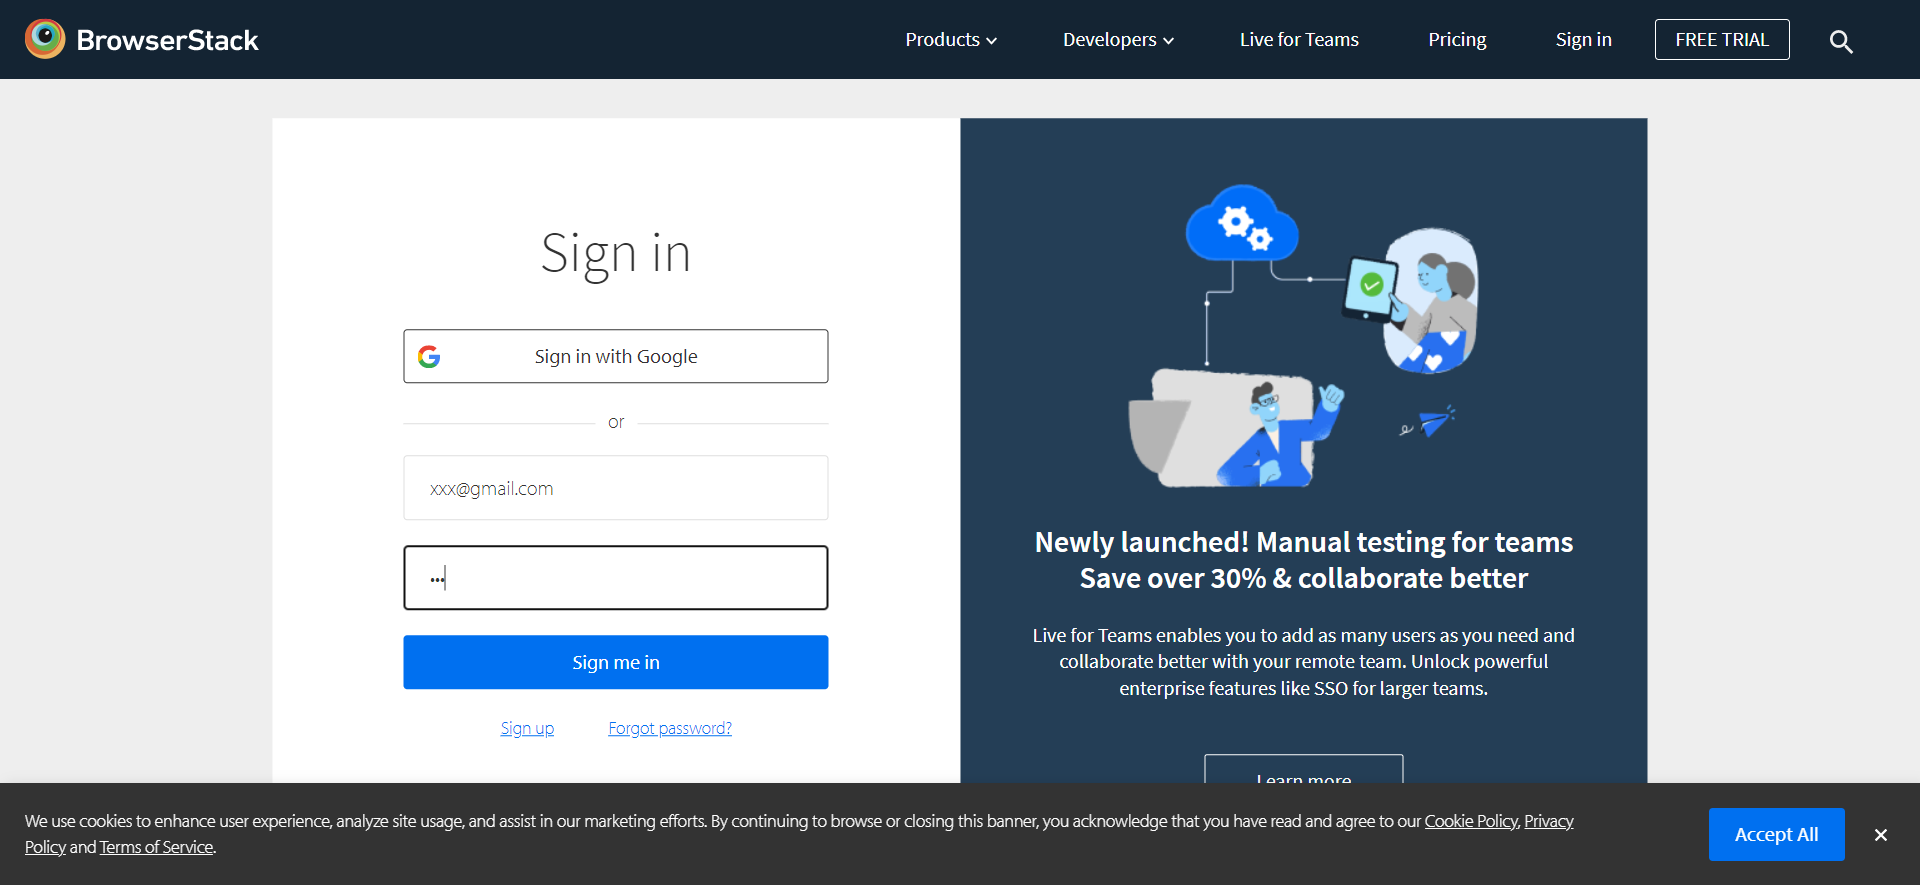 BrowserStack
Products
Developers
Live for Teams
Pricing
Sign in
FREE TRIAL
Sign in
Sign in with Google
or
xxx@gmail.com
•••
Sign me in
Sign up
Forgot password?
Newly launched! Manual testing for teams
Save over 30% & collaborate better
Live for Teams enables you to add as many users as you need and
collaborate better with your remote team. Unlock powerful
enterprise features like SSO for larger teams.
Learn more
We use cookies to enhance user experience, analyze site usage, and assist in our marketing efforts. By continuing to browse or closing this banner, you acknowledge that you have read and agree to our Cookie Policy, Privacy
Policy and Terms of Service.
Accept All